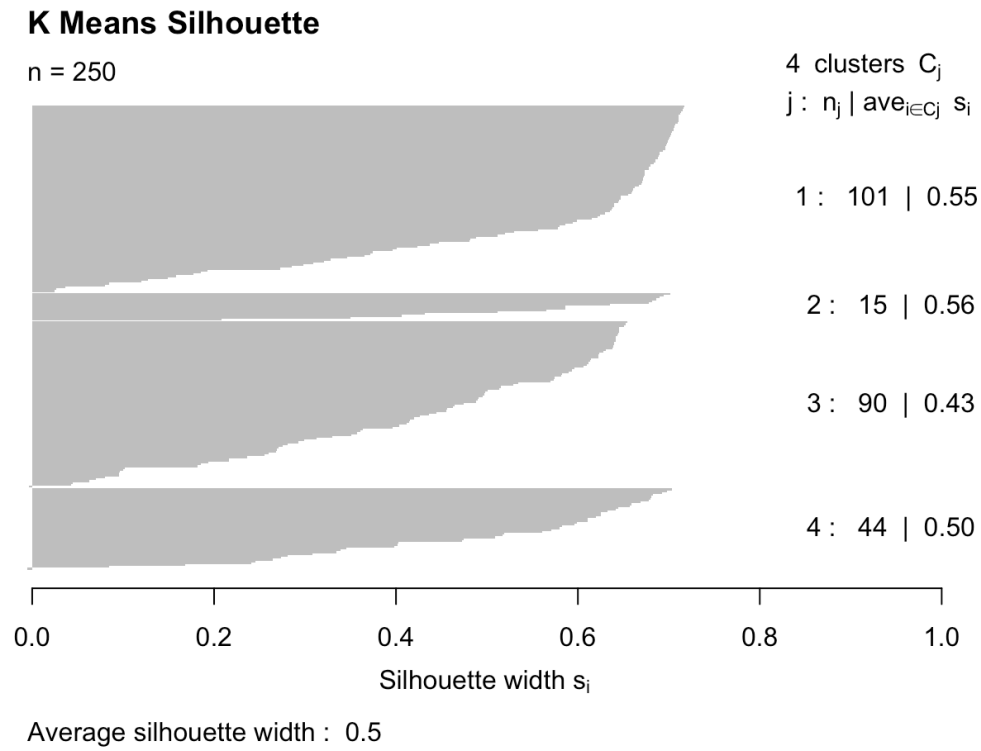 K Means Silhouette
n = 250
4 clusters Cj
j : nj | avei∈Cj si
1 : 101 | 0.55
2 : 15 | 0.56
3 : 90 | 0.43
4 : 44 | 0.50
0.0 0.2 0.4 0.6 0.8 1.0
Silhouette width si
Average silhouette width : 0.5